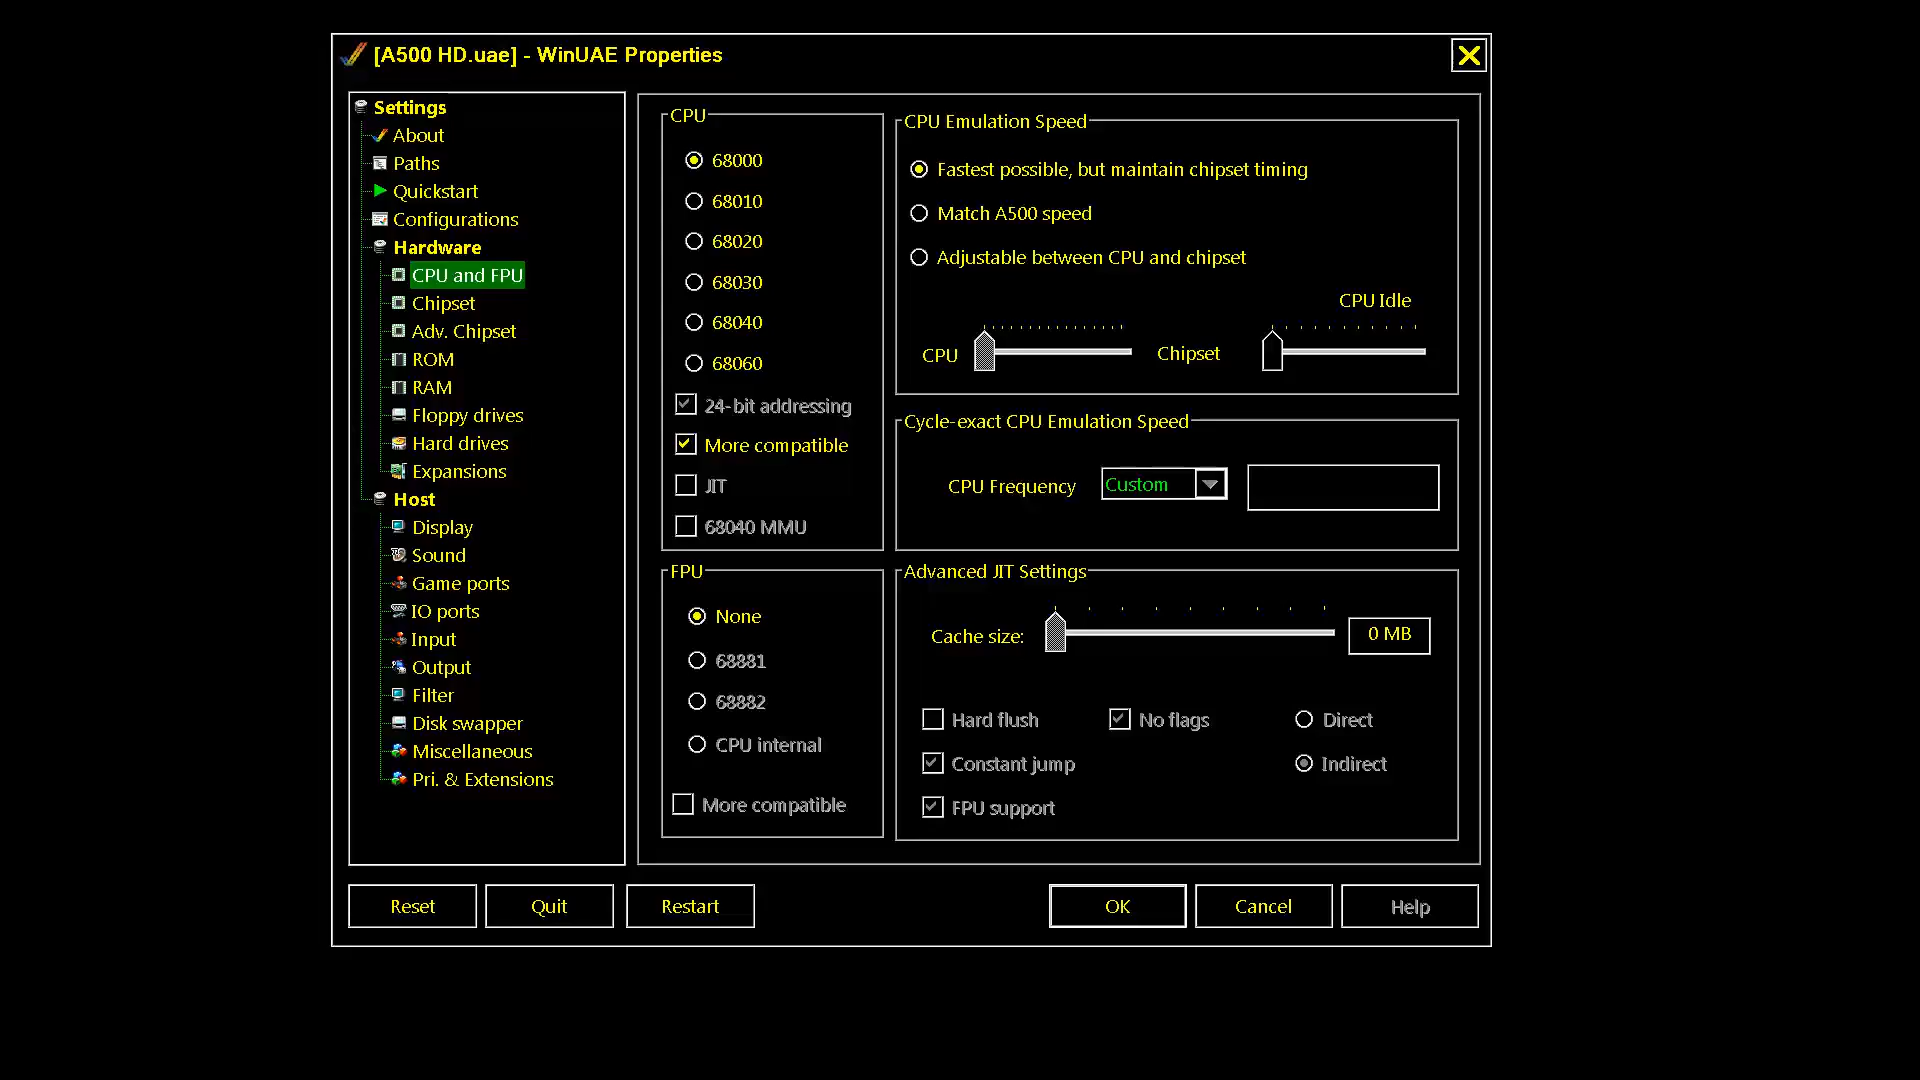 [A500 HD.uae] - WinUAE Properties
Settings
About
Paths
Quickstart
Configurations
Hardware
CPU and FPU
Chipset
Adv. Chipset
ROM
RAM
Floppy drives
Hard drives
Expansions
Host
Display
Sound
Game ports
IO ports
Input
Output
Filter
Disk swapper
Miscellaneous
Pri. & Extensions
CPU
68000
68010
68020
68030
68040
68060
24-bit addressing
More compatible
JIT
68040 MMU
FPU
None
68881
68882
CPU internal
More compatible
CPU Emulation Speed
Fastest possible, but maintain chipset timing
Match A500 speed
Adjustable between CPU and chipset
CPU Idle
CPU
Chipset
Cycle-exact CPU Emulation Speed
CPU Frequency
Custom
Advanced JIT Settings
Cache size:
0 MB
Hard flush
No flags
Direct
Constant jump
Indirect
FPU support
Reset
Quit
Restart
OK
Cancel
Help